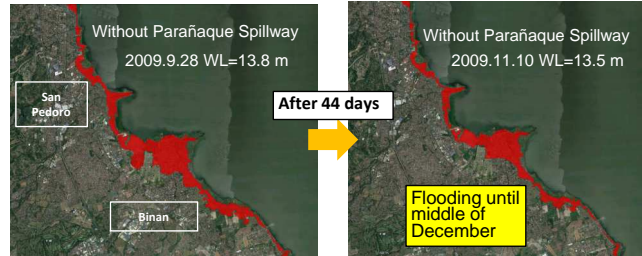 Without Parañaque Spillway
2009.9.28 WL=13.8 m
San
Pedoro
Binan
After 44 days
Without Parañaque Spillway
2009.11.10 WL=13.5 m
Flooding until
middle of
December